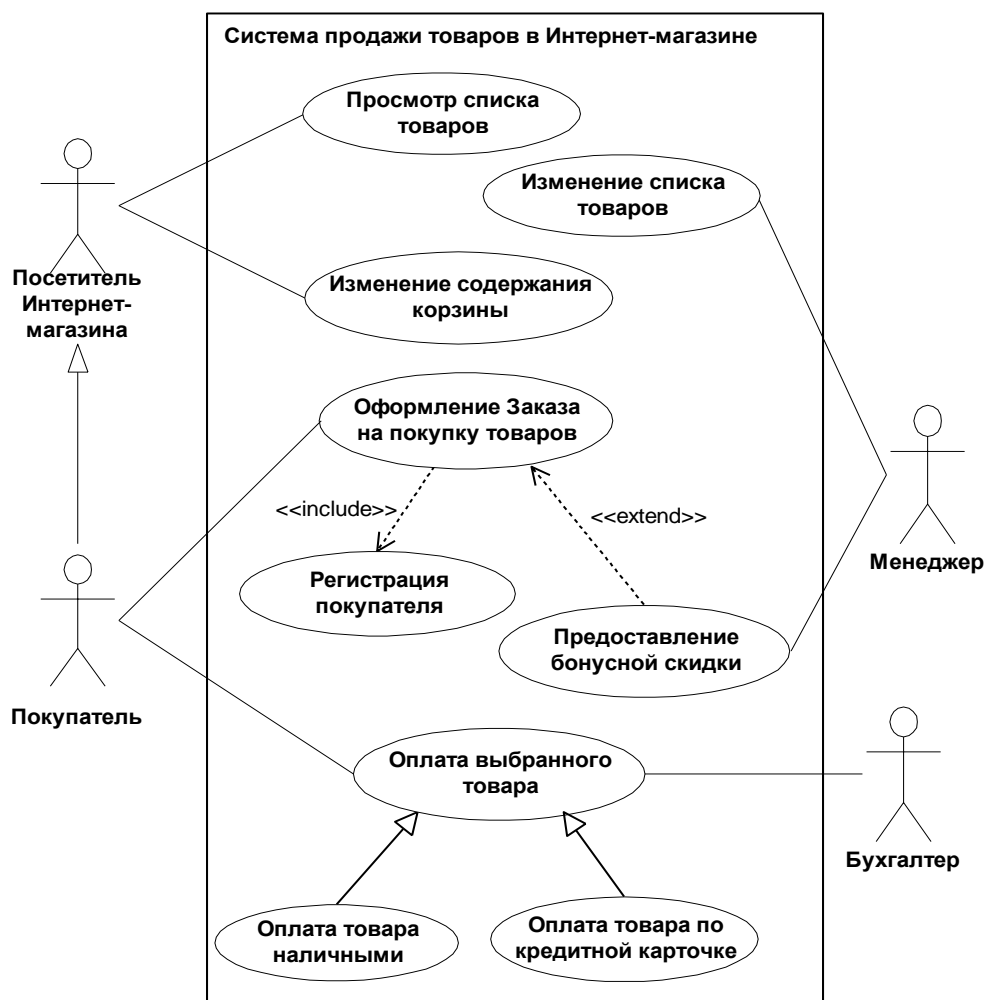 Система продажи товаров в Интернет-магазине
Просмотр списка
товаров
Изменение списка
товаров
Посетитель
Интернет-
магазина
Изменение содержания
корзины
Оформление Заказа
на покупку товаров
<<include>>
<<extend>>
Менеджер
Регистрация
покупателя
Предоставление
бонусной скидки
Покупатель
Оплата выбранного
товара
Бухгалтер
Оплата товара
наличными
Оплата товара по
кредитной карточке